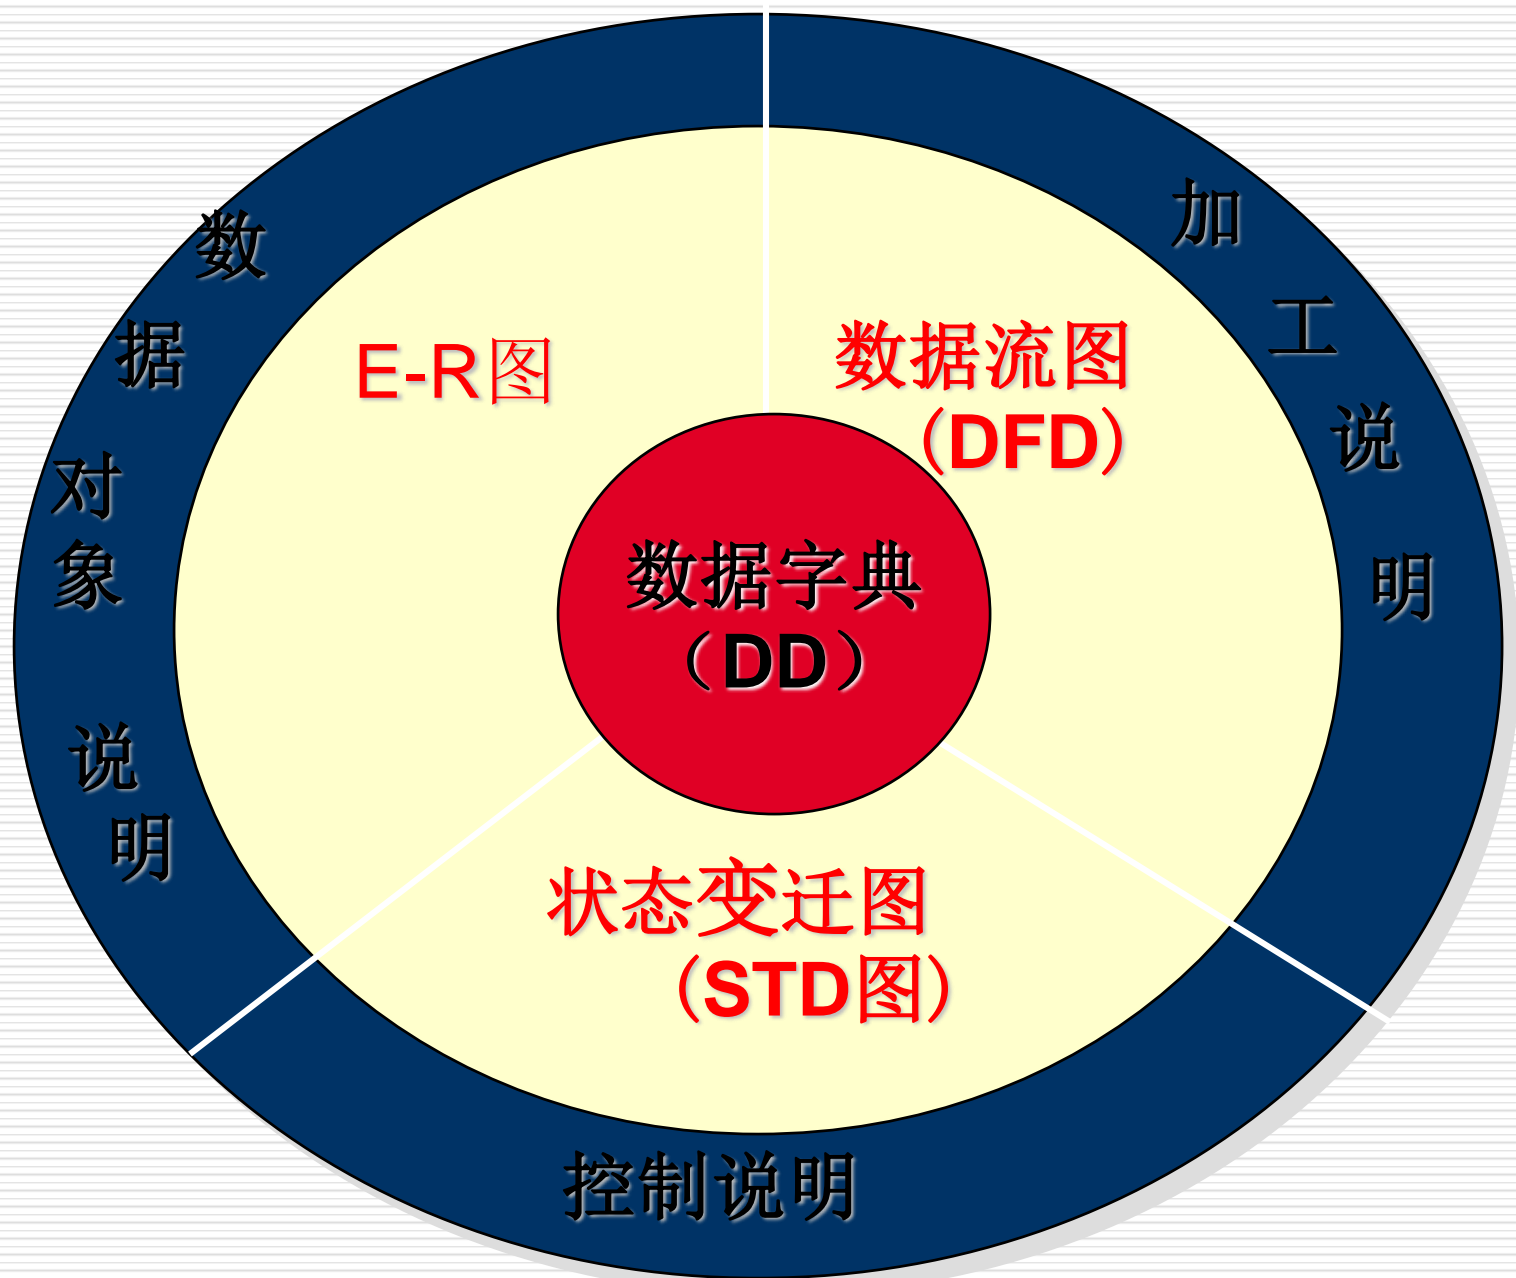 数据对象说明
E-R图
数据流图
（DFD）
加工说明
数据字典
（DD）
状态变迁图
（STD图）
控制说明